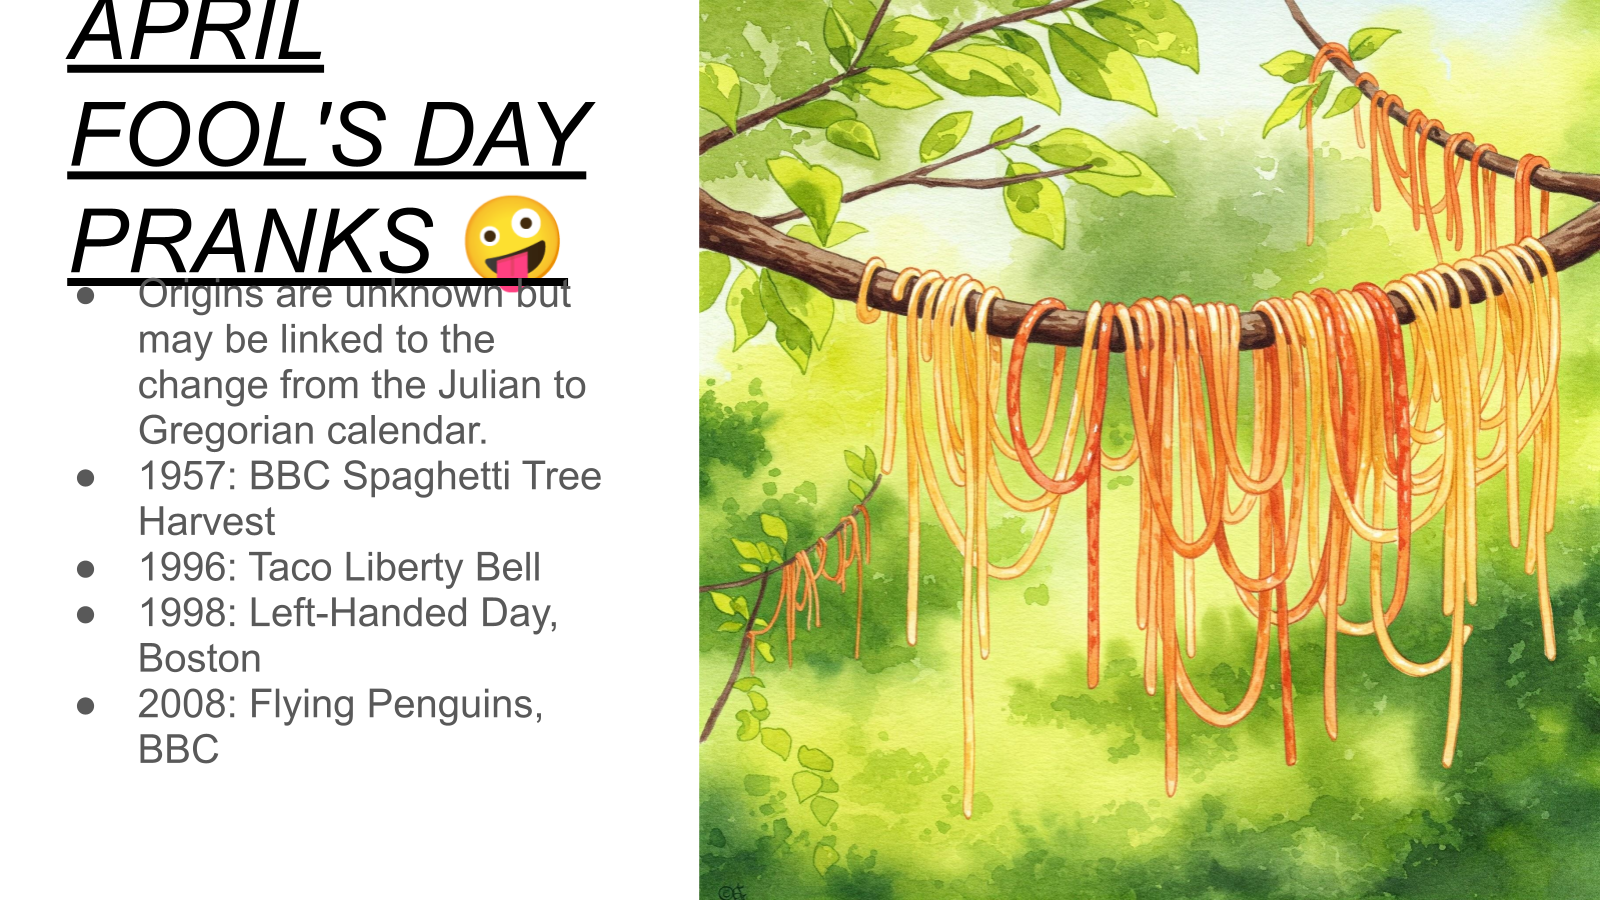 APRIL
FOOL'S DAY
PRANKS 🤪
● Origins are unknown but
may be linked to the
change from the Julian to
Gregorian calendar.
● 1957: BBC Spaghetti Tree
Harvest
● 1996: Taco Liberty Bell
● 1998: Left-Handed Day,
Boston
● 2008: Flying Penguins,
BBC